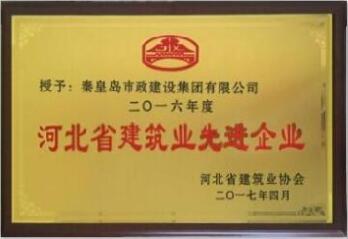 授予：秦皇岛市政建设集团有限公司
二〇一六年度
河北省建筑业先进企业
河北省建筑业协会
二〇一七年四月